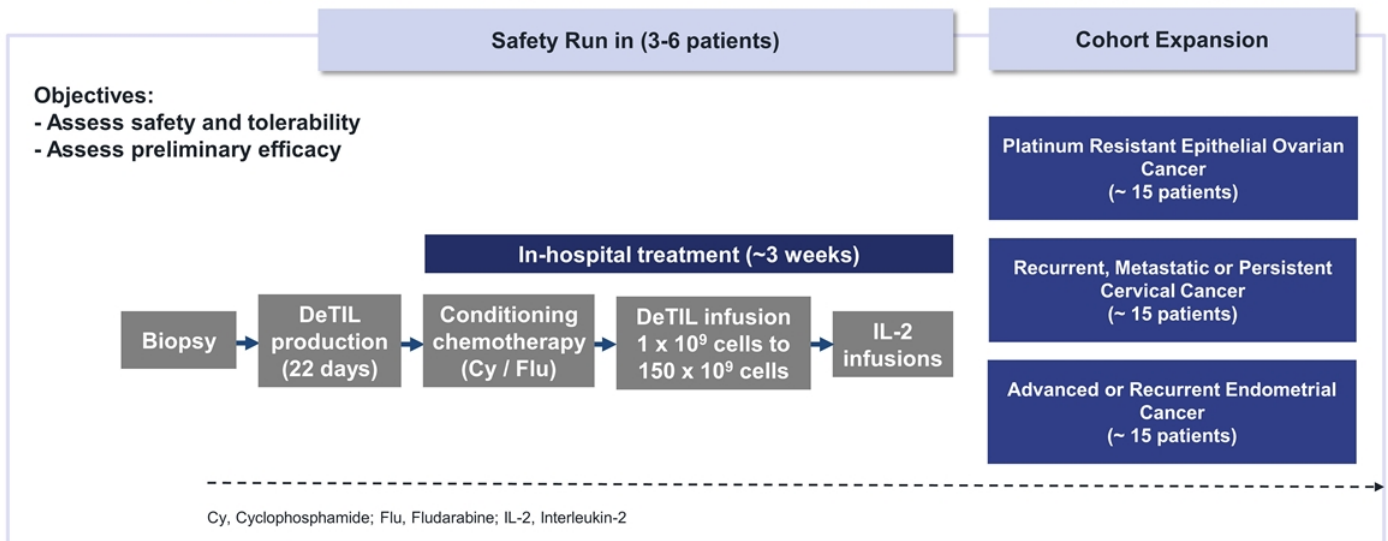 Safety Run in (3-6 patients)
Cohort Expansion
Objectives:
- Assess safety and tolerability
- Assess preliminary efficacy
In-hospital treatment (~3 weeks)
Biopsy
DeTIL
production
(22 days)
Conditioning
chemotherapy
(Cy / Flu)
DeTIL infusion
1 x 10⁹ cells to
150 x 10⁹ cells
IL-2
infusions
Platinum Resistant Epithelial Ovarian
Cancer
(~ 15 patients)
Recurrent, Metastatic or Persistent
Cervical Cancer
(~ 15 patients)
Advanced or Recurrent Endometrial
Cancer
(~ 15 patients)
Cy, Cyclophosphamide; Flu, Fludarabine; IL-2, Interleukin-2